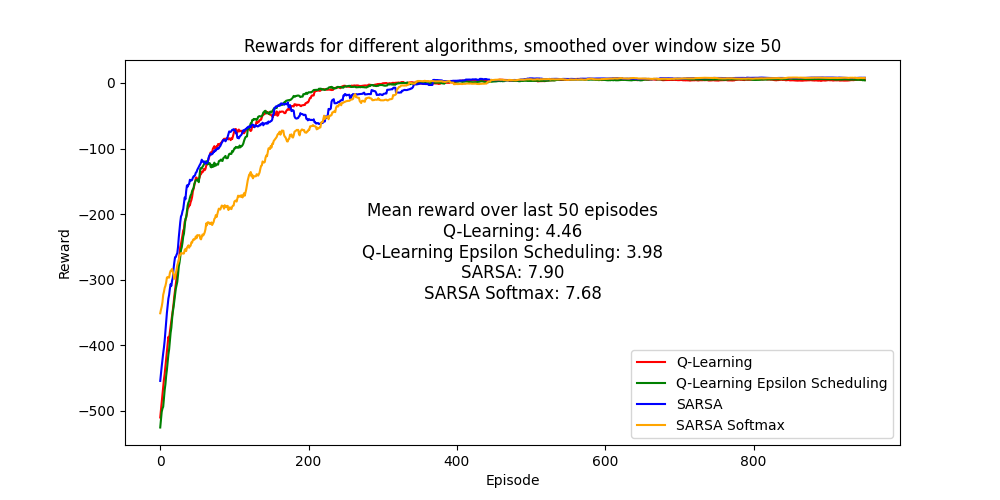 Rewards for different algorithms, smoothed over window size 50
Reward
0
−100
−200
−300
−400
−500
Mean reward over last 50 episodes
Q-Learning: 4.46
Q-Learning Epsilon Scheduling: 3.98
SARSA: 7.90
SARSA Softmax: 7.68
Q-Learning
Q-Learning Epsilon Scheduling
SARSA
SARSA Softmax
0 200 400 600 800
Episode